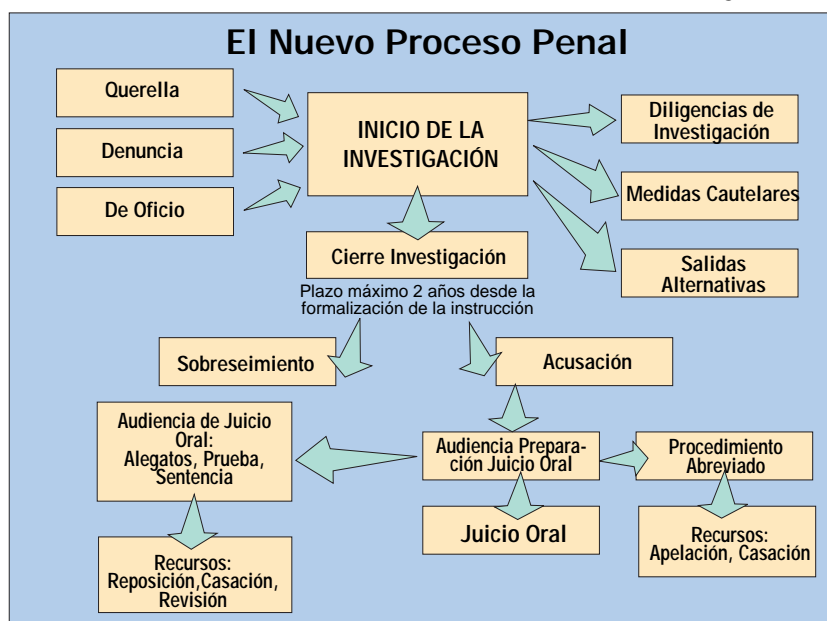 El Nuevo Proceso Penal
Querella
Denuncia
De Oficio
INICIO DE LA
INVESTIGACIÓN
Diligencias de
Investigación
Medidas Cautelares
Salidas
Alternativas
Cierre Investigación
Plazo máximo 2 años desde la
formalización de la instrucción
Sobreseimiento
Acusación
Audiencia de Juicio
Oral:
Alegatos, Prueba,
Sentencia
Audiencia Prepara-
ción Juicio Oral
Procedimiento
Abreviado
Juicio Oral
Recursos:
Apelación, Casación
Recursos:
Reposición,Casación,
Revisión